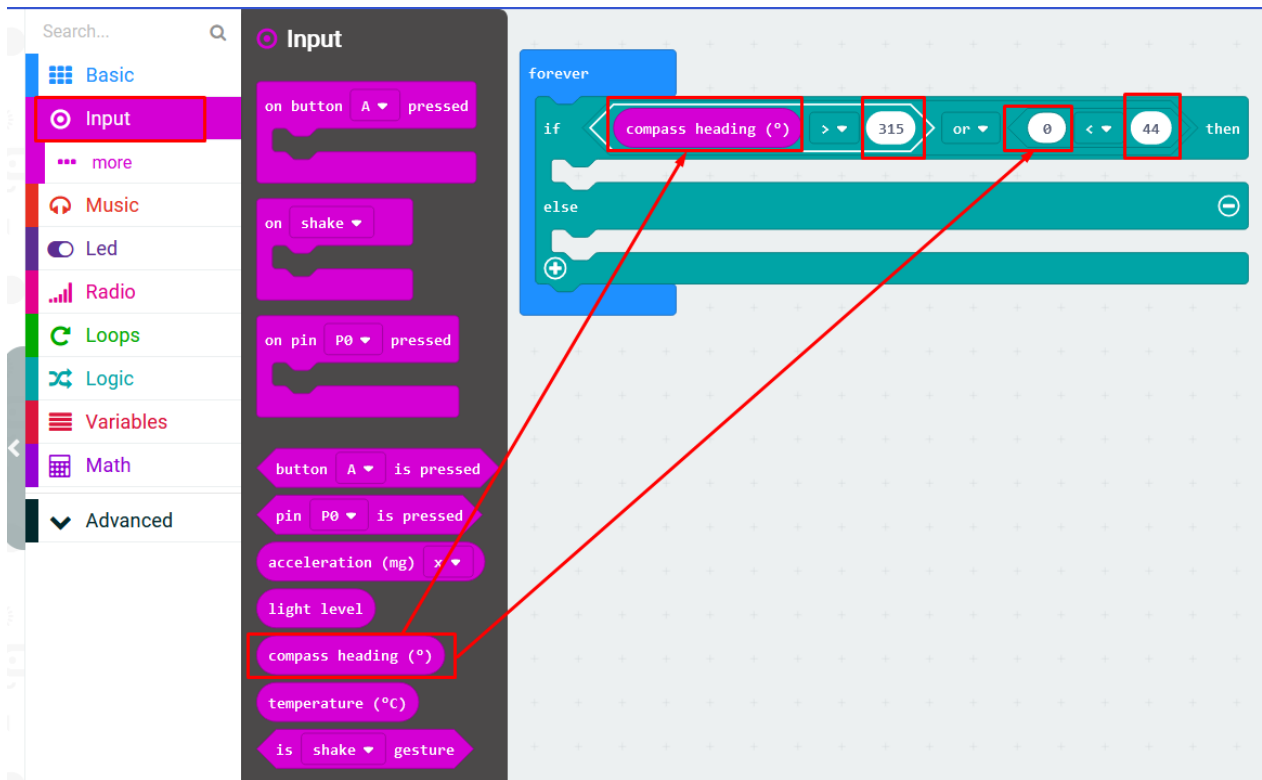 Search...
Basic
Input
more
Music
Led
Radio
Loops
Logic
Variables
Math
Advanced
Input
on button A pressed
on shake
on pin P0 pressed
button A is pressed
pin P0 is pressed
acceleration (mg) x
light level
compass heading (°)
temperature (°C)
is shake gesture
forever
if compass heading (°) > 315 or 0 < 44 then
else